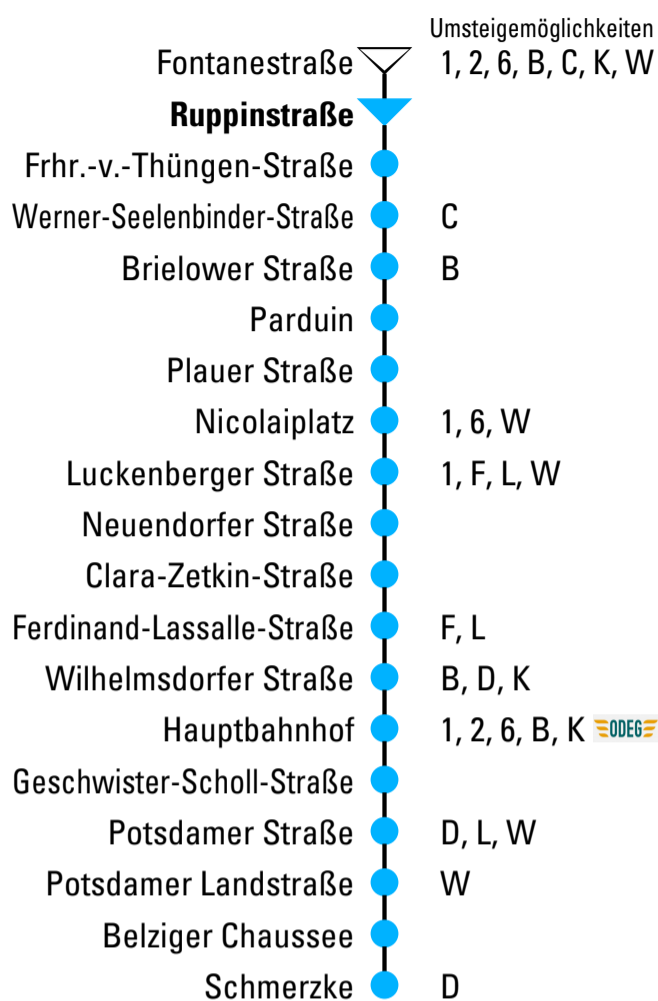 Umsteigemöglichkeiten
Fontanestraße 1, 2, 6, B, C, K, W
Ruppinstraße
Frhr.-v.-Thüngen-Straße
Werner-Seelenbinder-Straße C
Brielower Straße B
Parduin
Plauer Straße
Nicolaiplatz 1, 6, W
Luckenberger Straße 1, F, L, W
Neuendorfer Straße
Clara-Zetkin-Straße
Ferdinand-Lassalle-Straße F, L
Wilhelmsdorfer Straße B, D, K
Hauptbahnhof 1, 2, 6, B, K ODEG
Geschwister-Scholl-Straße
Potsdamer Straße D, L, W
Potsdamer Landstraße W
Belziger Chaussee
Schmerzke D